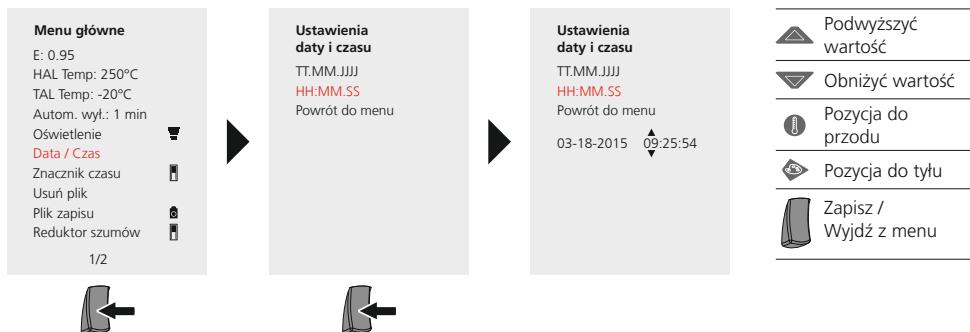 Menu główne
E: 0.95
HAL Temp: 250°C
TAL Temp: -20°C
Autom. wył.: 1 min
Oświetlenie
Data / Czas
Znacznik czasu
Usuń plik
Plik zapisu
Reduktor szumów
1/2
Ustawienia
daty i czasu
TT.MM.JJJJ
HH:MM.SS
Powrót do menu
Ustawienia
daty i czasu
TT.MM.JJJJ
HH:MM.SS
Powrót do menu
03-18-2015 09:25:54
Podwyższyć
wartość
Obniżyć wartość
Pozycja do
przodu
Pozycja do tyłu
Zapisz /
Wyjdź z menu